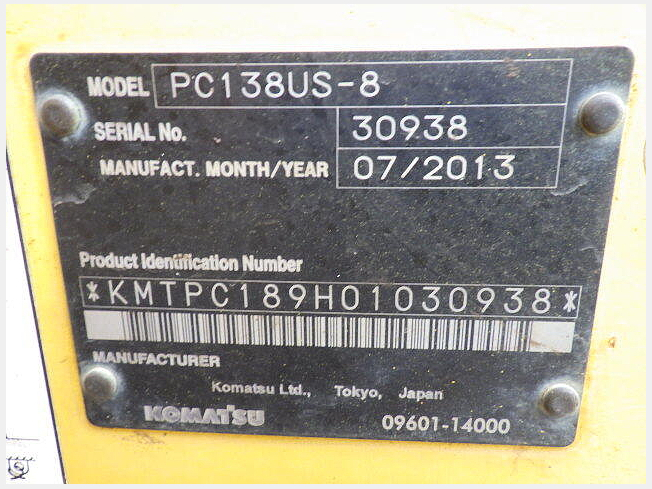 MODEL PC138US-8
SERIAL No. 30938
MANUFACT. MONTH/YEAR 07/2013
Product Identification Number
*KMTPC189H01030938*
MANUFACTURER
Komatsu Ltd., Tokyo, Japan
KOMATSU 09601-14000